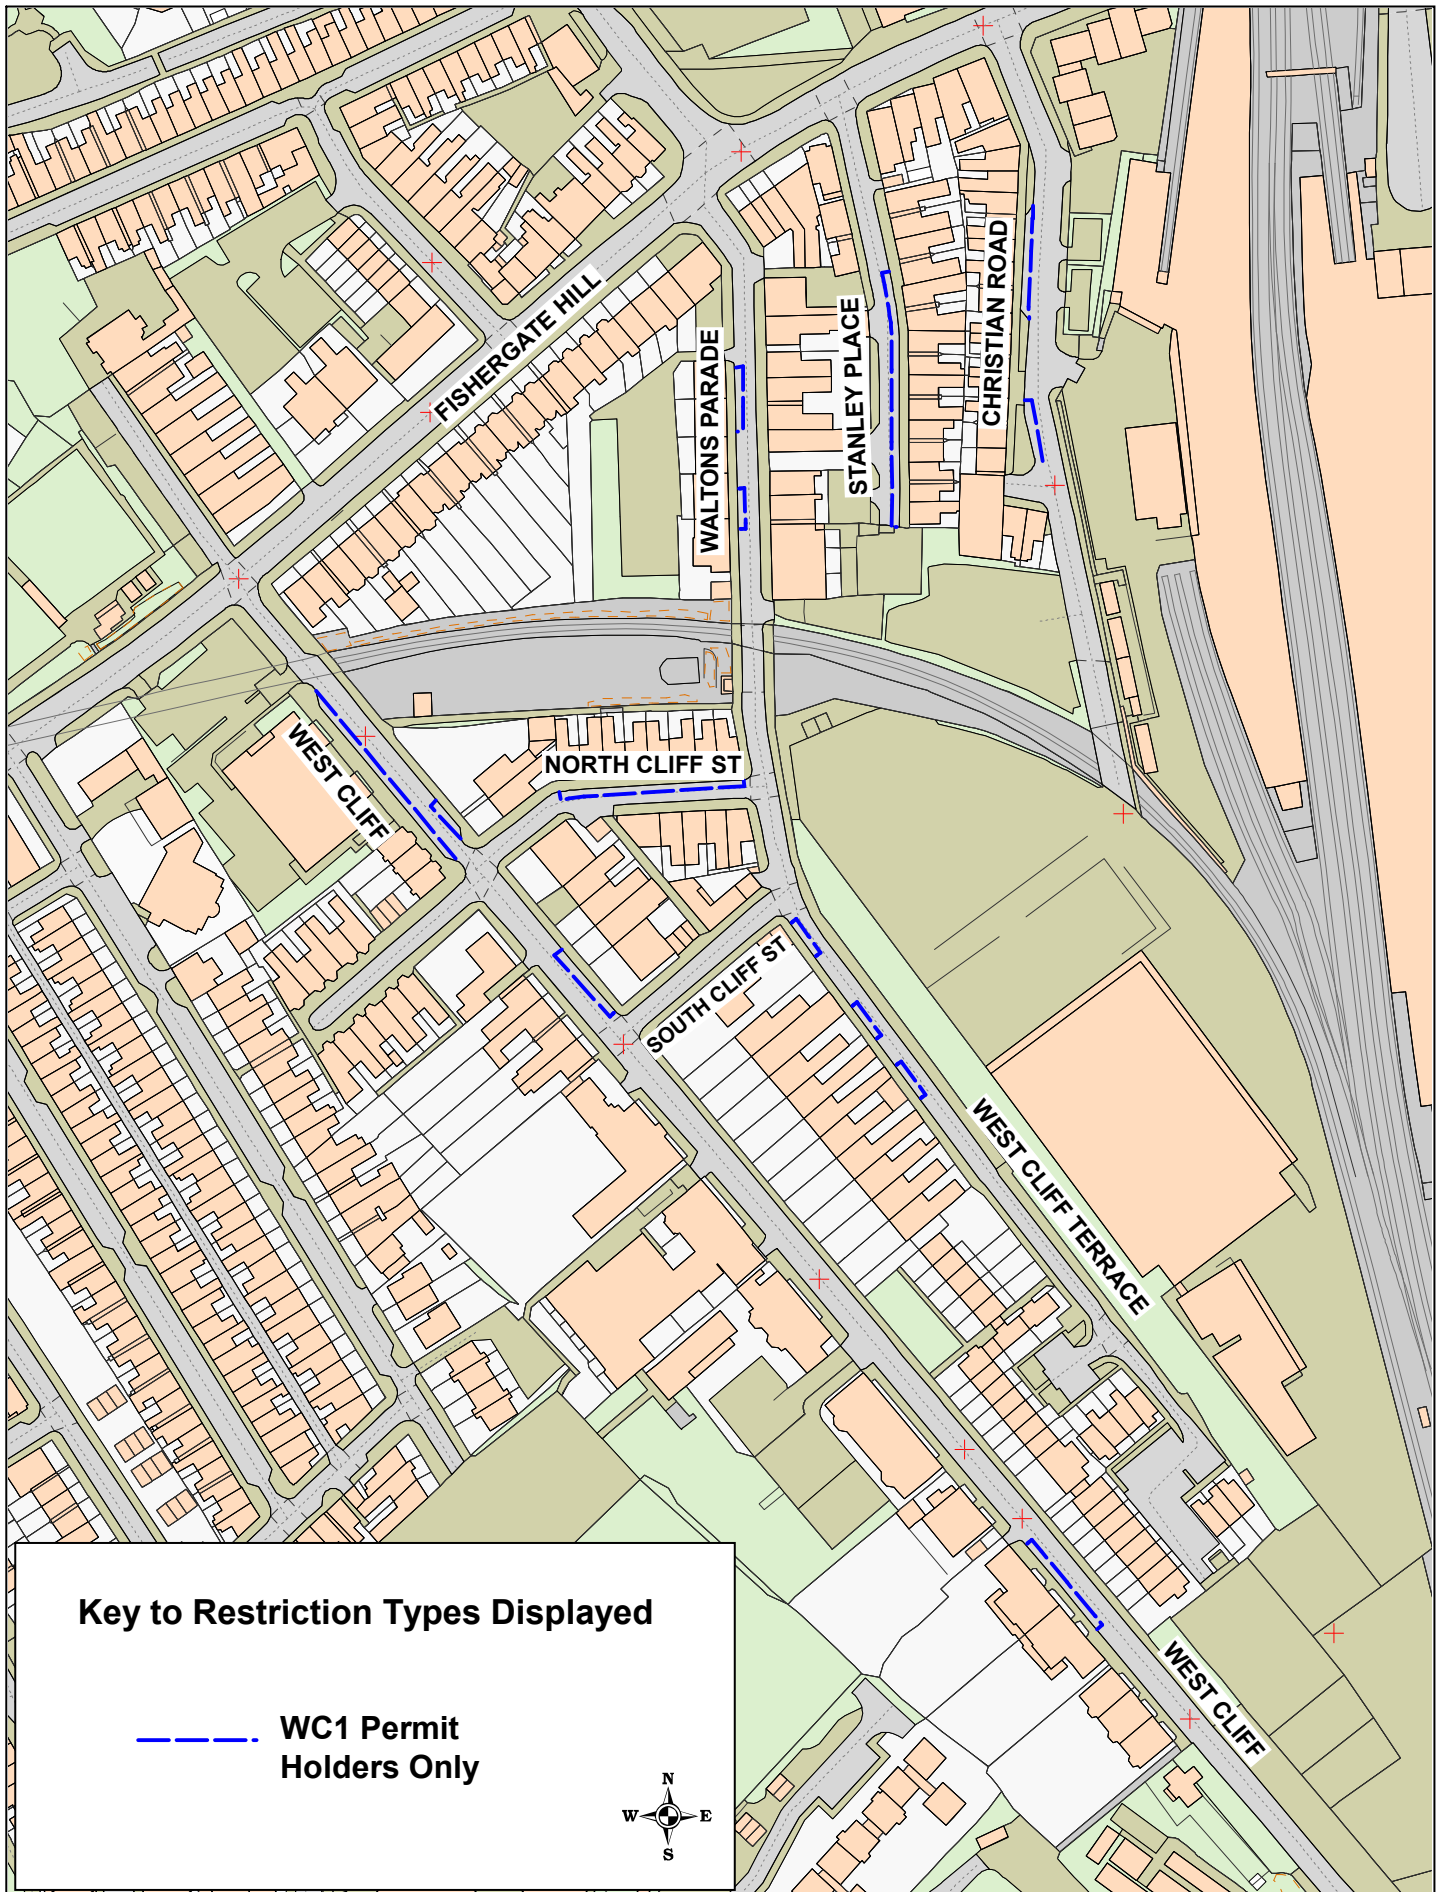 FISHERGATE HILL
WALTONS PARADE
STANLEY PLACE
CHRISTIAN ROAD
WEST CLIFF
NORTH CLIFF ST
SOUTH CLIFF ST
WEST CLIFF TERRACE
WEST CLIFF
Key to Restriction Types Displayed
WC1 Permit
Holders Only
N
W E
S